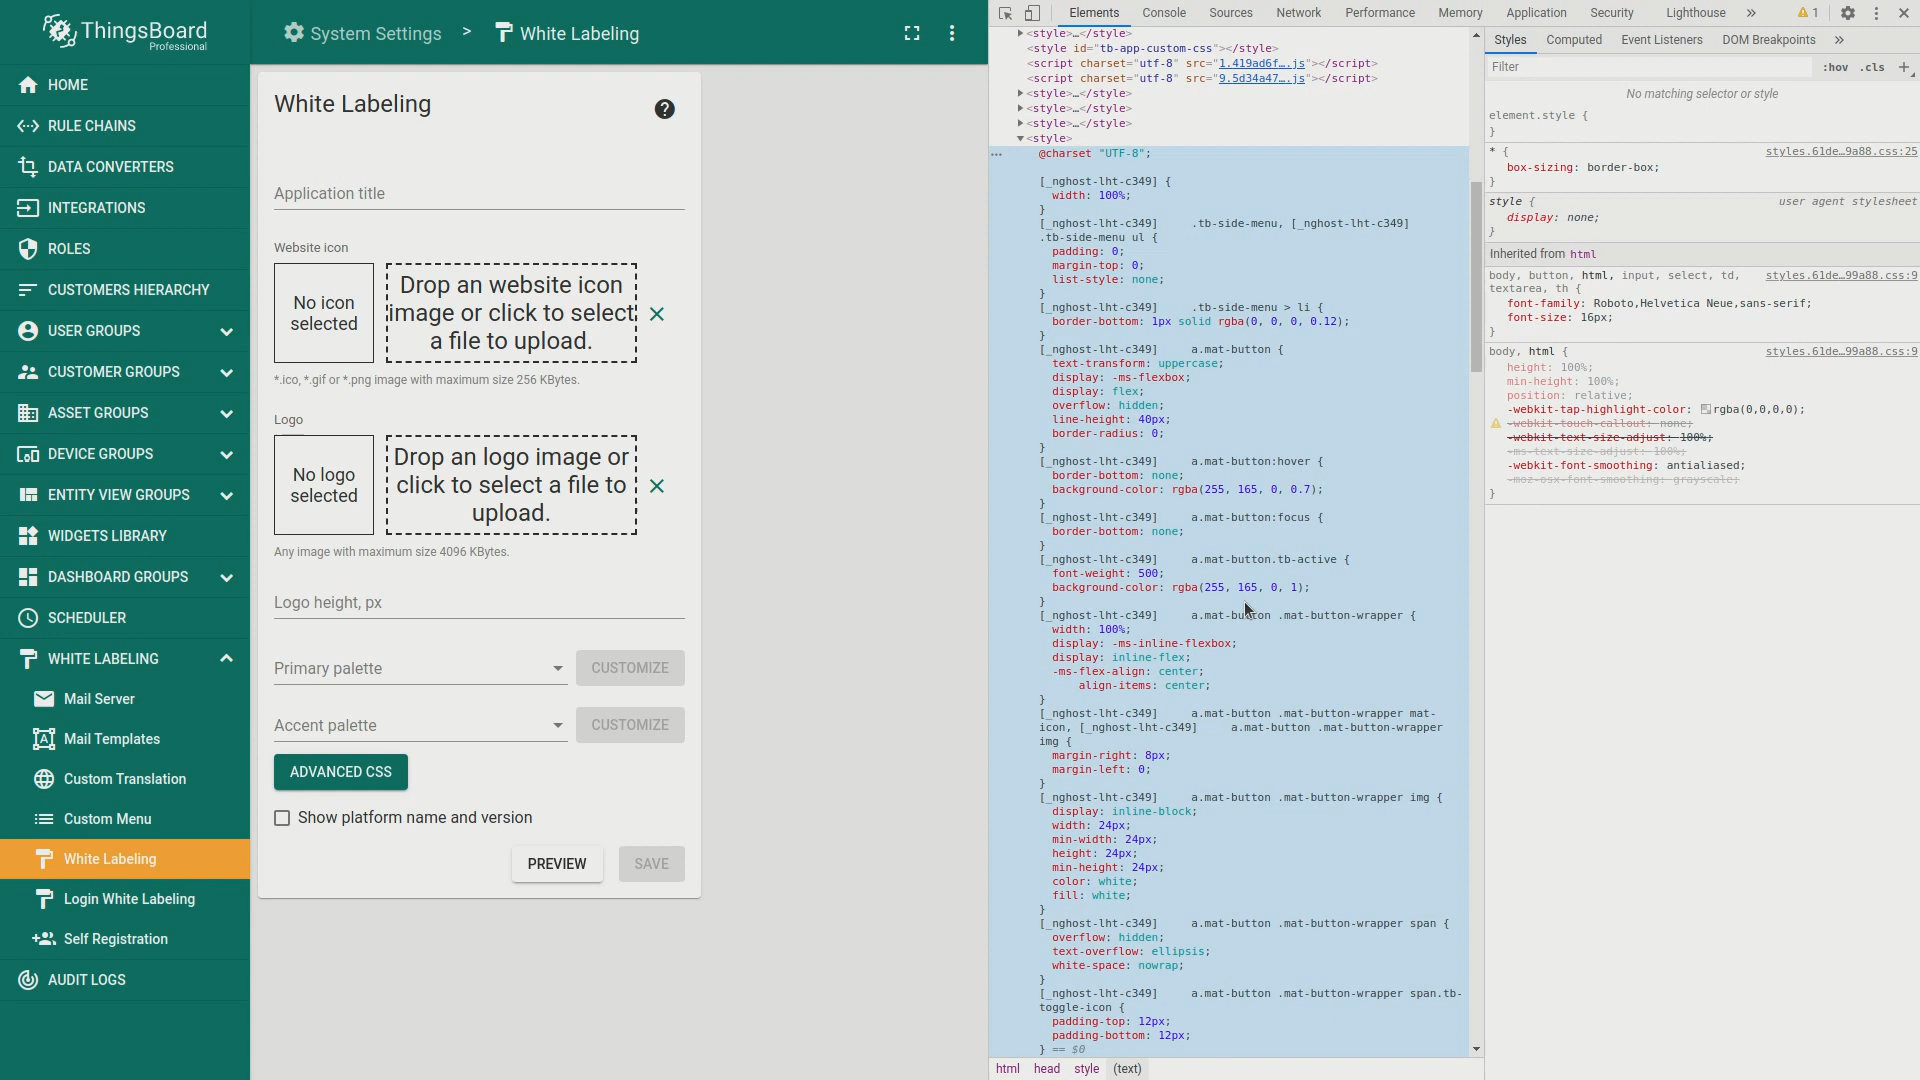 ThingsBoard
Professional
HOME
RULE CHAINS
DATA CONVERTERS
INTEGRATIONS
ROLES
CUSTOMERS HIERARCHY
USER GROUPS
CUSTOMER GROUPS
ASSET GROUPS
DEVICE GROUPS
ENTITY VIEW GROUPS
WIDGETS LIBRARY
DASHBOARD GROUPS
SCHEDULER
WHITE LABELING
Mail Server
Mail Templates
Custom Translation
Custom Menu
White Labeling
Login White Labeling
Self Registration
AUDIT LOGS
System Settings > White Labeling
White Labeling
Application title
Website icon
No icon
selected
Drop an website icon
image or click to select
a file to upload.
*.ico, *.gif or *.png image with maximum size 256 KBytes.
Logo
No logo
selected
Drop an logo image or
click to select a file to
upload.
Any image with maximum size 4096 KBytes.
Logo height, px
Primary palette CUSTOMIZE
Accent palette CUSTOMIZE
ADVANCED CSS
Show platform name and version
PREVIEW SAVE
Elements Console Sources Network Performance Memory Application Security Lighthouse » 1
<style>…</style>
<style id="tb-app-custom-css"></style>
<script charset="utf-8" src="1.419ad6f….js"></script>
<script charset="utf-8" src="9.5d34a47….js"></script>
<style>…</style>
<style>…</style>
<style>…</style>
<style>
@charset "UTF-8";
[_nghost-lht-c349] {
width: 100%;
}
[_nghost-lht-c349] .tb-side-menu, [_nghost-lht-c349]
.tb-side-menu ul {
padding: 0;
margin-top: 0;
list-style: none;
}
[_nghost-lht-c349] .tb-side-menu > li {
border-bottom: 1px solid rgba(0, 0, 0, 0.12);
}
[_nghost-lht-c349] a.mat-button {
text-transform: uppercase;
display: -ms-flexbox;
display: flex;
overflow: hidden;
line-height: 40px;
border-radius: 0;
}
[_nghost-lht-c349] a.mat-button:hover {
border-bottom: none;
background-color: rgba(255, 165, 0, 0.7);
}
[_nghost-lht-c349] a.mat-button:focus {
border-bottom: none;
}
[_nghost-lht-c349] a.mat-button.tb-active {
font-weight: 500;
background-color: rgba(255, 165, 0, 1);
}
[_nghost-lht-c349] a.mat-button .mat-button-wrapper {
width: 100%;
display: -ms-inline-flexbox;
display: inline-flex;
-ms-flex-align: center;
align-items: center;
}
[_nghost-lht-c349] a.mat-button .mat-button-wrapper mat-
icon, [_nghost-lht-c349] a.mat-button .mat-button-wrapper
img {
margin-right: 8px;
margin-left: 0;
}
[_nghost-lht-c349] a.mat-button .mat-button-wrapper img {
display: inline-block;
width: 24px;
min-width: 24px;
height: 24px;
min-height: 24px;
color: white;
fill: white;
}
[_nghost-lht-c349] a.mat-button .mat-button-wrapper span {
overflow: hidden;
text-overflow: ellipsis;
white-space: nowrap;
}
[_nghost-lht-c349] a.mat-button .mat-button-wrapper span.tb-
toggle-icon {
padding-top: 12px;
padding-bottom: 12px;
} == $0
html head style (text)
Styles Computed Event Listeners DOM Breakpoints »
Filter :hov .cls +
No matching selector or style
element.style {
}
* { styles.61de…9a88.css:25
box-sizing: border-box;
}
style { user agent stylesheet
display: none;
}
Inherited from html
body, button, html, input, select, td, styles.61de…99a88.css:9
textarea, th {
font-family: Roboto,Helvetica Neue,sans-serif;
font-size: 16px;
}
body, html { styles.61de…99a88.css:9
height: 100%;
min-height: 100%;
position: relative;
-webkit-tap-highlight-color: rgba(0,0,0,0);
-webkit-touch-callout: none;
-webkit-text-size-adjust: 100%;
-ms-text-size-adjust: 100%;
-webkit-font-smoothing: antialiased;
-moz-osx-font-smoothing: grayscale;
}